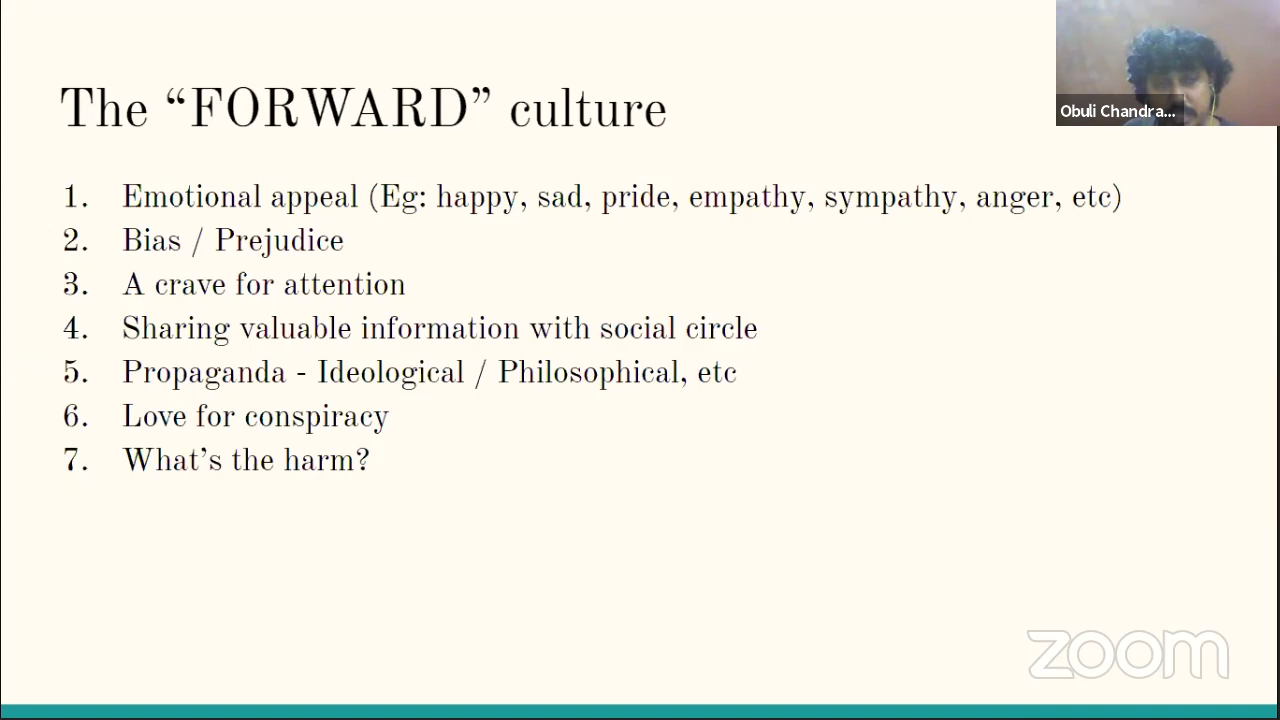 The “FORWARD” culture
Obuli Chandra...
1. Emotional appeal (Eg: happy, sad, pride, empathy, sympathy, anger, etc)
2. Bias / Prejudice
3. A crave for attention
4. Sharing valuable information with social circle
5. Propaganda - Ideological / Philosophical, etc
6. Love for conspiracy
7. What’s the harm?
zoom